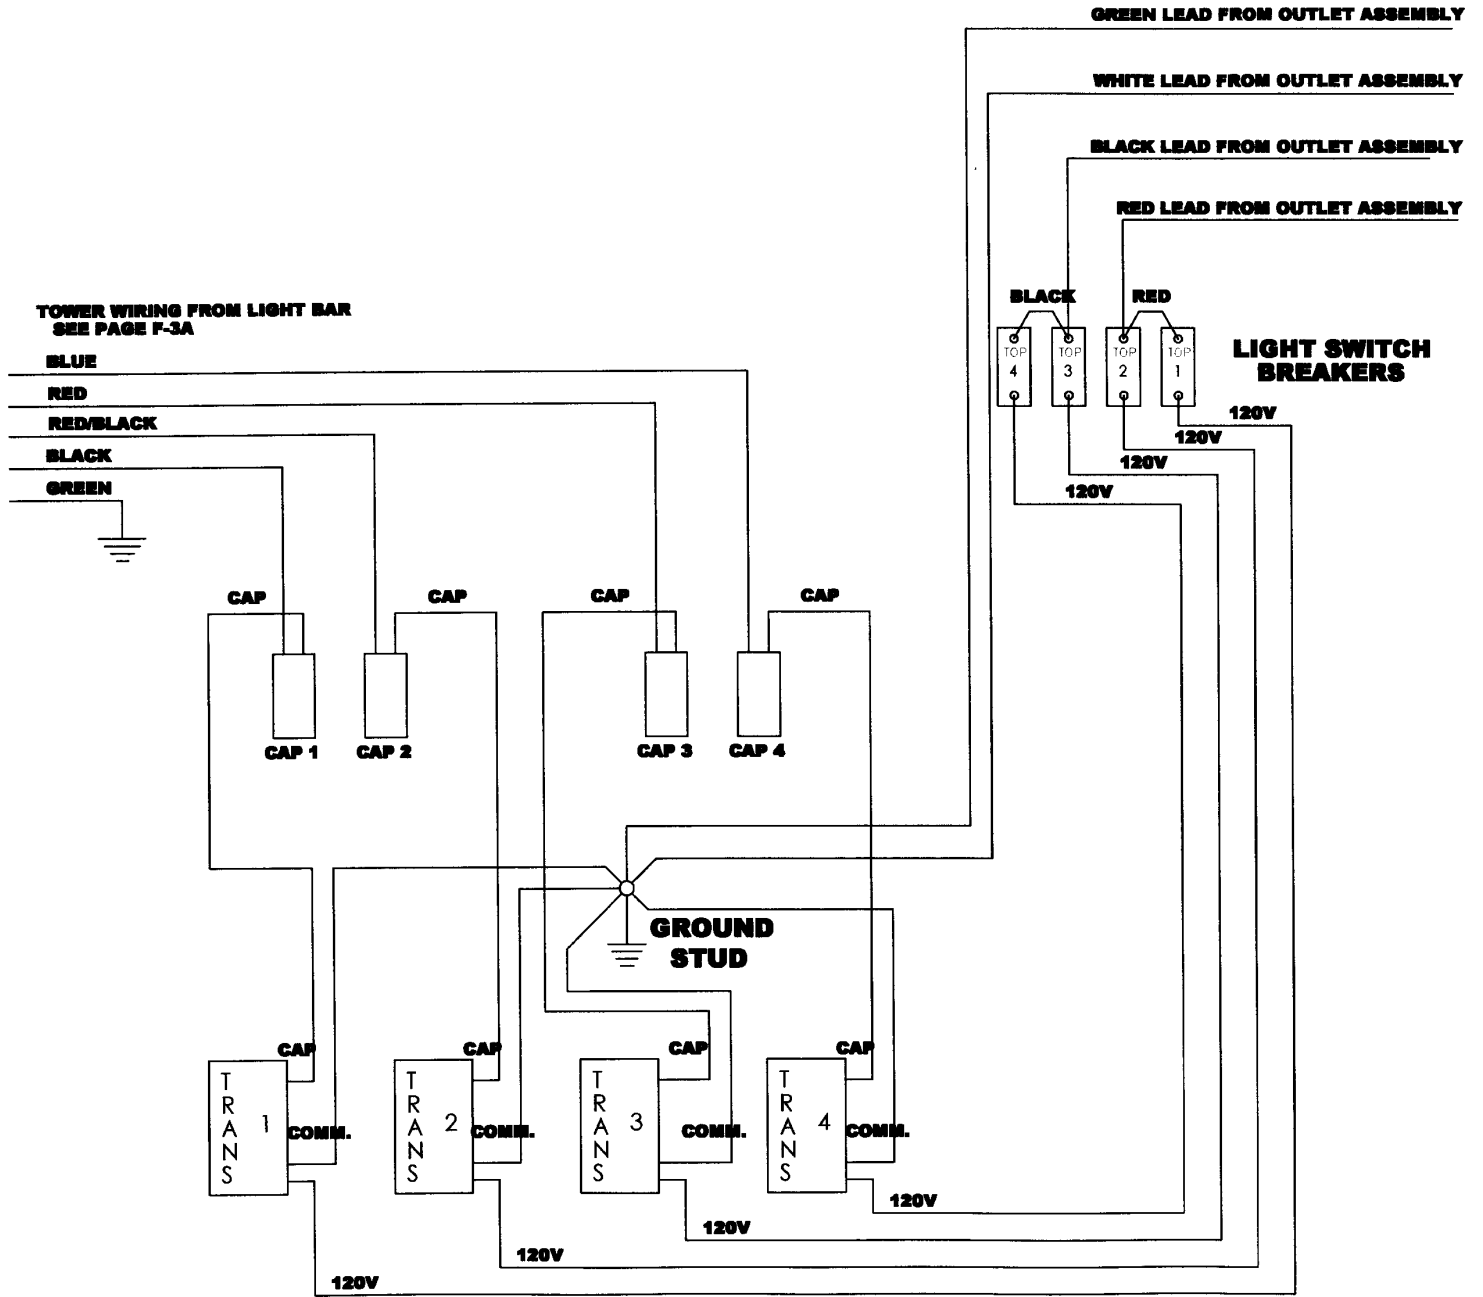 GREEN LEAD FROM OUTLET ASSEMBLY
WHITE LEAD FROM OUTLET ASSEMBLY
BLACK LEAD FROM OUTLET ASSEMBLY
RED LEAD FROM OUTLET ASSEMBLY
BLACK
RED
TOP
4
TOP
3
TOP
2
TOP
1
LIGHT SWITCH
BREAKERS
120V
120V
120V
120V
TOWER WIRING FROM LIGHT BAR
SEE PAGE F-3A
BLUE
RED
RED/BLACK
BLACK
GREEN
CAP
CAP
CAP
CAP
CAP 1
CAP 2
CAP 3
CAP 4
GROUND
STUD
CAP
CAP
CAP
CAP
TRANS
1
COMM.
TRANS
2
COMM.
TRANS
3
COMM.
TRANS
4
COMM.
120V
120V
120V
120V